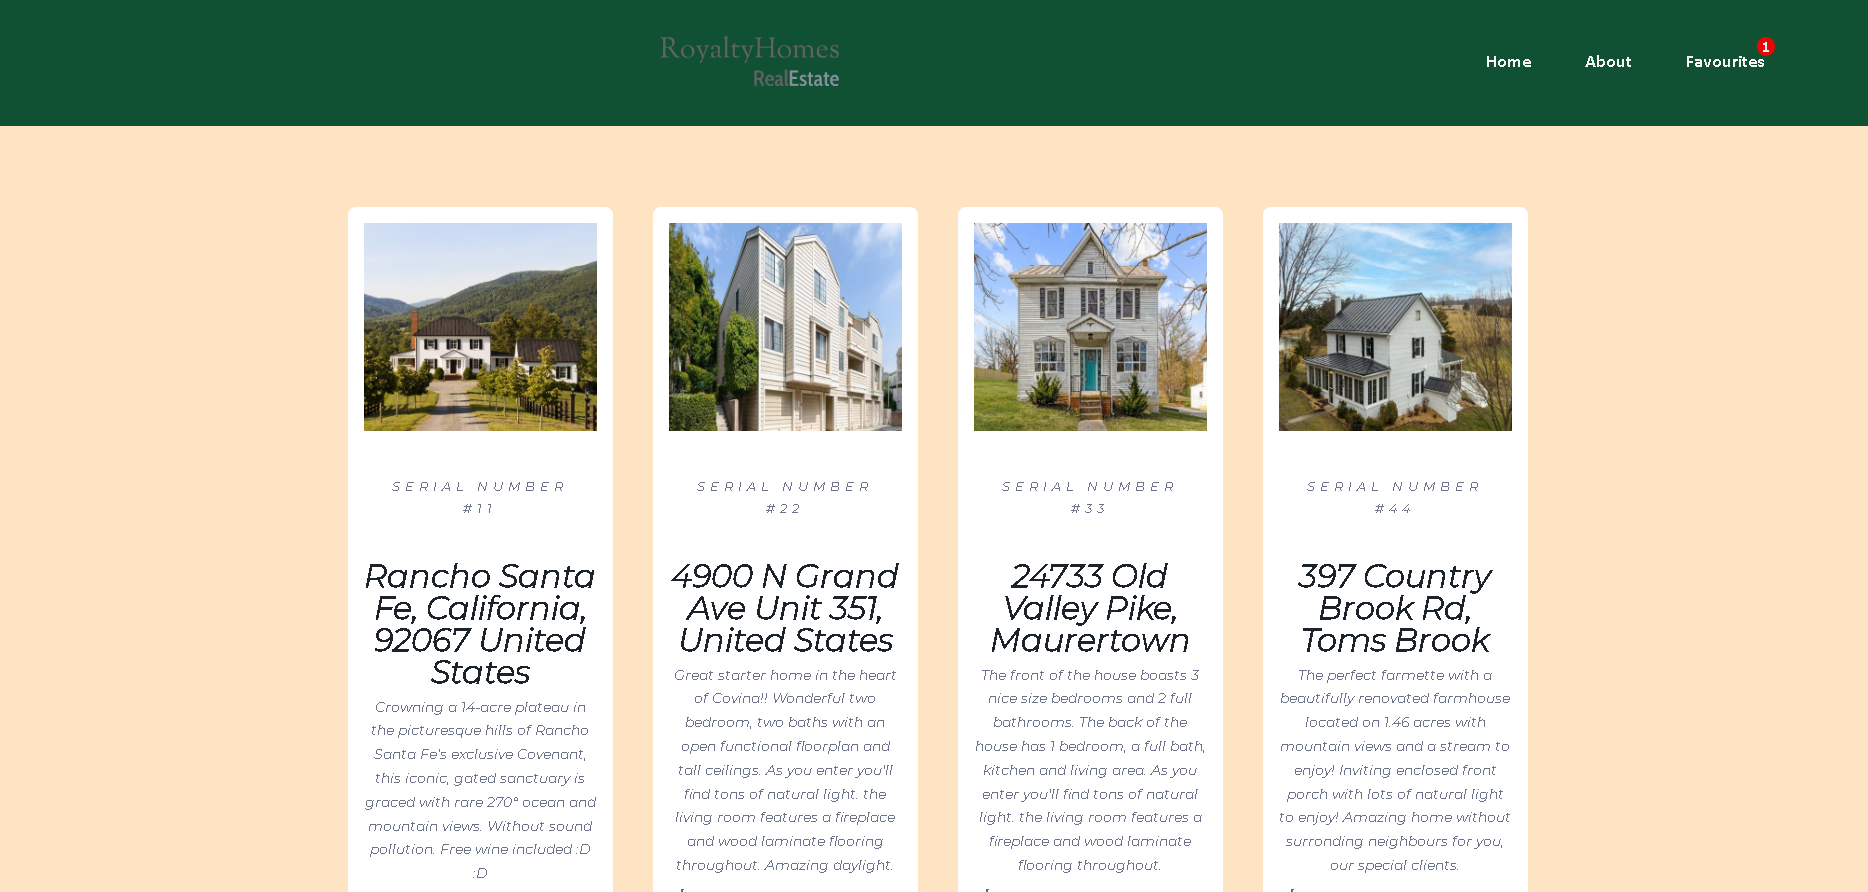 RoyaltyHomes
RealEstate
Home About Favourites 1
SERIAL NUMBER
#11
Rancho Santa
Fe, California,
92067 United
States
Crowning a 14-acre plateau in
the picturesque hills of Rancho
Santa Fe's exclusive Covenant,
this iconic, gated sanctuary is
graced with rare 270° ocean and
mountain views. Without sound
pollution. Free wine included :D
:D
SERIAL NUMBER
#22
4900 N Grand
Ave Unit 351,
United States
Great starter home in the heart
of Covina!! Wonderful two
bedroom, two baths with an
open functional floorplan and
tall ceilings. As you enter you'll
find tons of natural light. the
living room features a fireplace
and wood laminate flooring
throughout. Amazing daylight.
SERIAL NUMBER
#33
24733 Old
Valley Pike,
Maurertown
The front of the house boasts 3
nice size bedrooms and 2 full
bathrooms. The back of the
house has 1 bedroom, a full bath,
kitchen and living area. As you
enter you'll find tons of natural
light. the living room features a
fireplace and wood laminate
flooring throughout.
SERIAL NUMBER
#44
397 Country
Brook Rd,
Toms Brook
The perfect farmette with a
beautifully renovated farmhouse
located on 1.46 acres with
mountain views and a stream to
enjoy! Inviting enclosed front
porch with lots of natural light
to enjoy! Amazing home without
surronding neighbours for you,
our special clients.